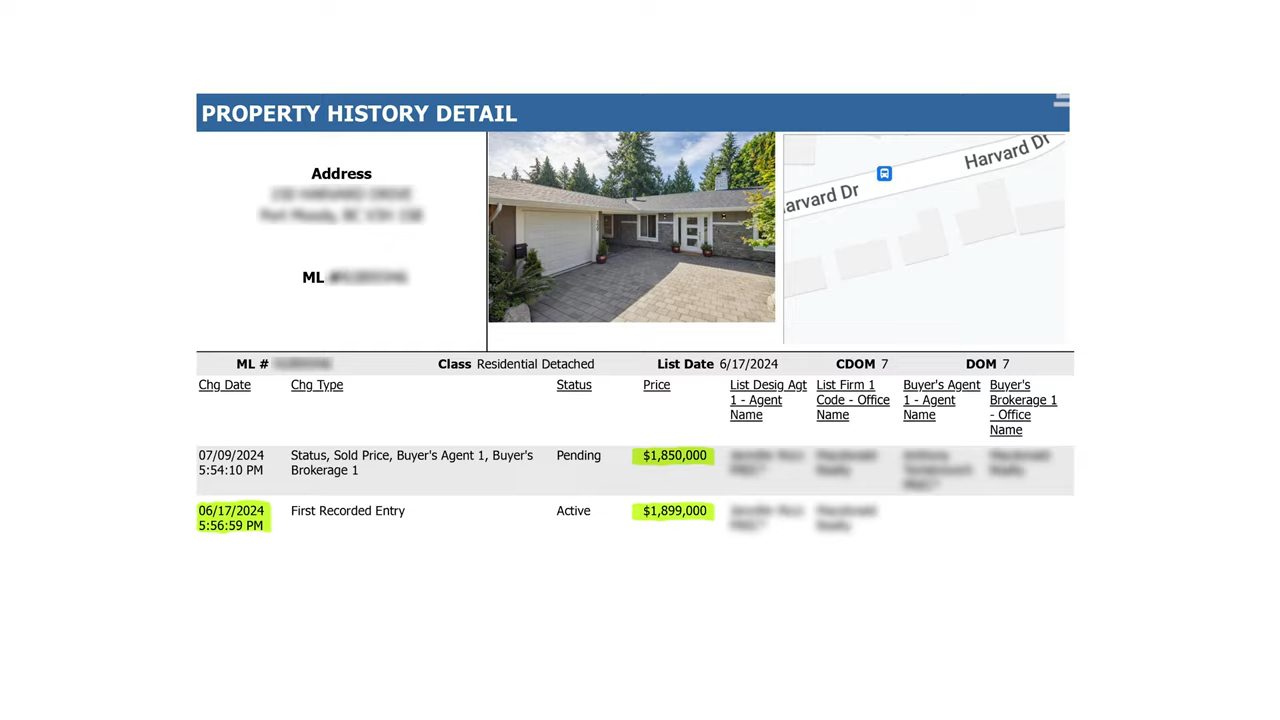 PROPERTY HISTORY DETAIL
Address
ML #
Harvard Dr
arvard Dr
ML #
Class Residential Detached
List Date 6/17/2024
CDOM 7
DOM 7
Chg Date
Chg Type
Status
Price
List Desig Agt
1 - Agent
Name
List Firm 1
Code - Office
Name
Buyer's Agent
1 - Agent
Name
Buyer's
Brokerage 1
- Office
Name
07/09/2024
5:54:10 PM
Status, Sold Price, Buyer's Agent 1, Buyer's
Brokerage 1
Pending
$1,850,000
06/17/2024
5:56:59 PM
First Recorded Entry
Active
$1,899,000